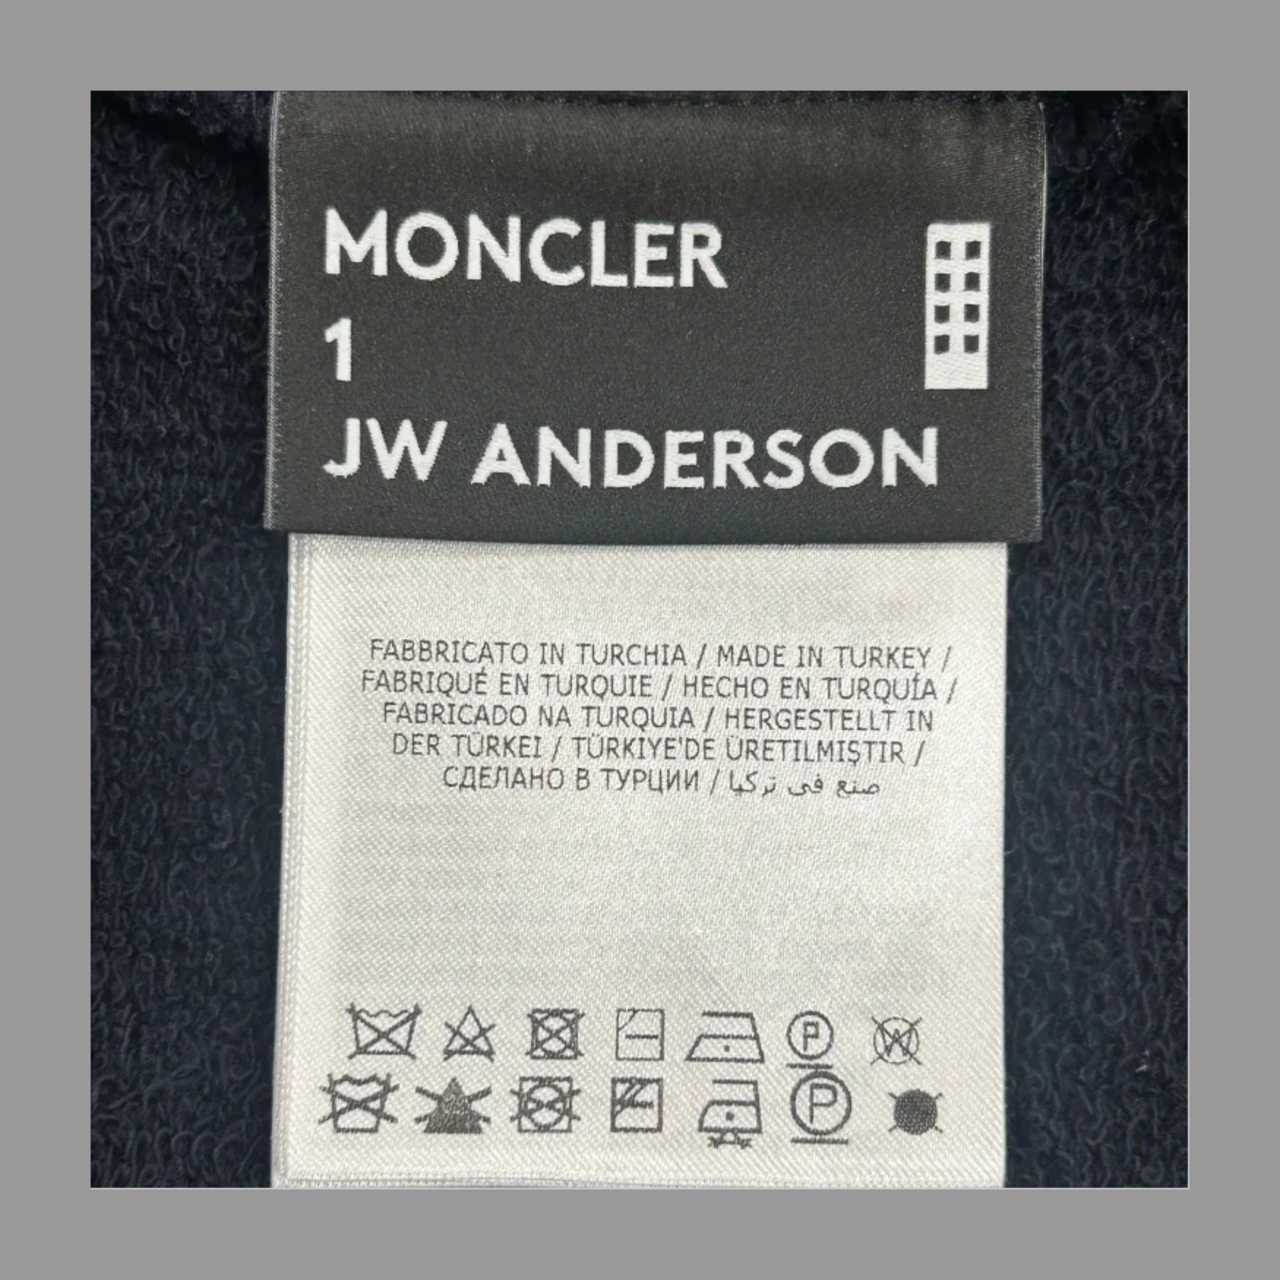 MONCLER
1
JW ANDERSON
FABBRICATO IN TURCHIA / MADE IN TURKEY /
FABRIQUÉ EN TURQUIE / HECHO EN TURQUÍA /
FABRICADO NA TURQUIA / HERGESTELLT IN
DER TÜRKEI / TÜRKIYE'DE ÜRETILMIŞTIR /
СДЕЛАНО В ТУРЦИИ / صنع في تركيا
P W
P